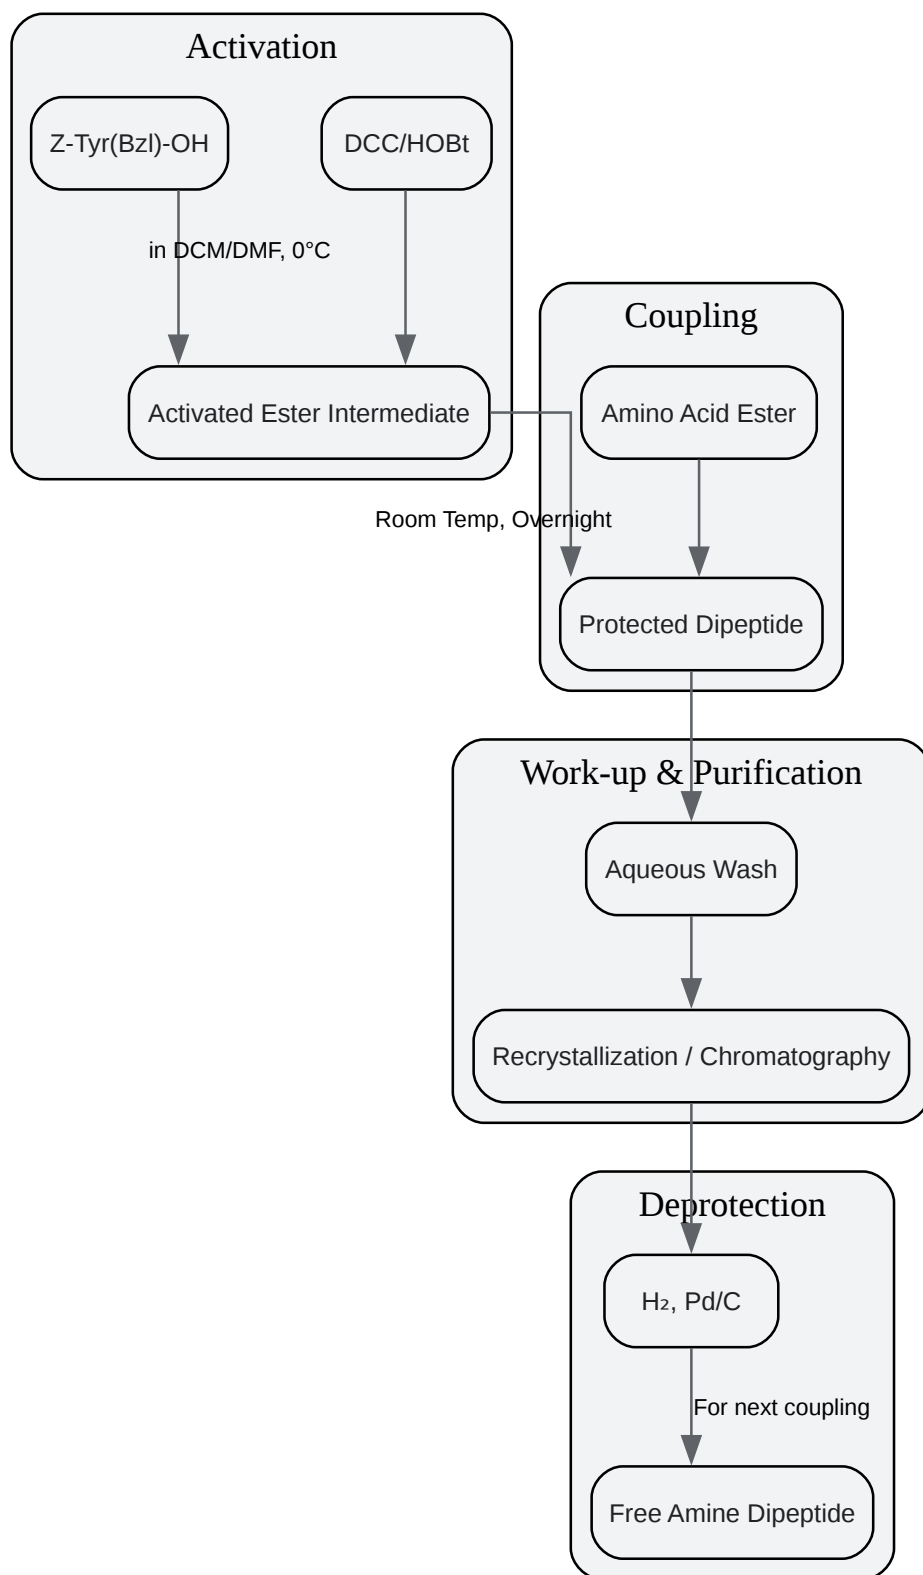 Activation
Z-Tyr(Bzl)-OH
DCC/HOBt
in DCM/DMF, 0°C
Activated Ester Intermediate
Coupling
Amino Acid Ester
Room Temp, Overnight
Protected Dipeptide
Work-up & Purification
Aqueous Wash
Recrystallization / Chromatography
Deprotection
H₂, Pd/C
For next coupling
Free Amine Dipeptide